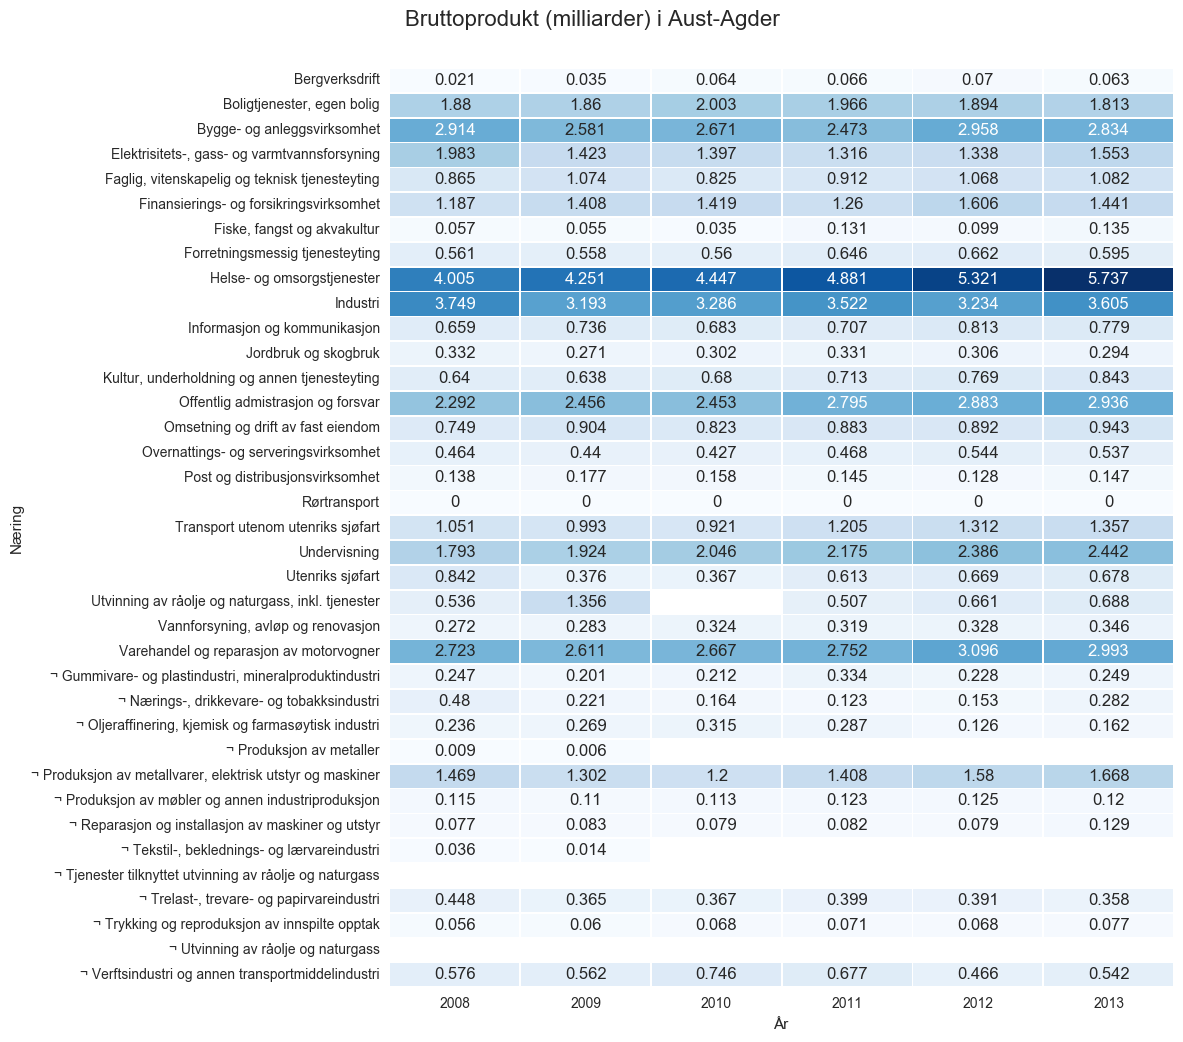 Bruttoprodukt (milliarder) i Aust-Agder
Bergverksdrift 0.021 0.035 0.064 0.066 0.07 0.063
Boligtjenester, egen bolig 1.88 1.86 2.003 1.966 1.894 1.813
Bygge- og anleggsvirksomhet 2.914 2.581 2.671 2.473 2.958 2.834
Elektrisitets-, gass- og varmtvannsforsyning 1.983 1.423 1.397 1.316 1.338 1.553
Faglig, vitenskapelig og teknisk tjenesteyting 0.865 1.074 0.825 0.912 1.068 1.082
Finansierings- og forsikringsvirksomhet 1.187 1.408 1.419 1.26 1.606 1.441
Fiske, fangst og akvakultur 0.057 0.055 0.035 0.131 0.099 0.135
Forretningsmessig tjenesteyting 0.561 0.558 0.56 0.646 0.662 0.595
Helse- og omsorgstjenester 4.005 4.251 4.447 4.881 5.321 5.737
Industri 3.749 3.193 3.286 3.522 3.234 3.605
Informasjon og kommunikasjon 0.659 0.736 0.683 0.707 0.813 0.779
Jordbruk og skogbruk 0.332 0.271 0.302 0.331 0.306 0.294
Kultur, underholdning og annen tjenesteyting 0.64 0.638 0.68 0.713 0.769 0.843
Offentlig admistrasjon og forsvar 2.292 2.456 2.453 2.795 2.883 2.936
Omsetning og drift av fast eiendom 0.749 0.904 0.823 0.883 0.892 0.943
Overnattings- og serveringsvirksomhet 0.464 0.44 0.427 0.468 0.544 0.537
Post og distribusjonsvirksomhet 0.138 0.177 0.158 0.145 0.128 0.147
Rørtransport 0 0 0 0 0 0
Transport utenom utenriks sjøfart 1.051 0.993 0.921 1.205 1.312 1.357
Undervisning 1.793 1.924 2.046 2.175 2.386 2.442
Utenriks sjøfart 0.842 0.376 0.367 0.613 0.669 0.678
Utvinning av råolje og naturgass, inkl. tjenester 0.536 1.356 0.507 0.661 0.688
Vannforsyning, avløp og renovasjon 0.272 0.283 0.324 0.319 0.328 0.346
Varehandel og reparasjon av motorvogner 2.723 2.611 2.667 2.752 3.096 2.993
¬ Gummivare- og plastindustri, mineralproduktindustri 0.247 0.201 0.212 0.334 0.228 0.249
¬ Nærings-, drikkevare- og tobakksindustri 0.48 0.221 0.164 0.123 0.153 0.282
¬ Oljeraffinering, kjemisk og farmasøytisk industri 0.236 0.269 0.315 0.287 0.126 0.162
¬ Produksjon av metaller 0.009 0.006
¬ Produksjon av metallvarer, elektrisk utstyr og maskiner 1.469 1.302 1.2 1.408 1.58 1.668
¬ Produksjon av møbler og annen industriproduksjon 0.115 0.11 0.113 0.123 0.125 0.12
¬ Reparasjon og installasjon av maskiner og utstyr 0.077 0.083 0.079 0.082 0.079 0.129
¬ Tekstil-, beklednings- og lærvareindustri 0.036 0.014
¬ Tjenester tilknyttet utvinning av råolje og naturgass
¬ Trelast-, trevare- og papirvareindustri 0.448 0.365 0.367 0.399 0.391 0.358
¬ Trykking og reproduksjon av innspilte opptak 0.056 0.06 0.068 0.071 0.068 0.077
¬ Utvinning av råolje og naturgass
¬ Verftsindustri og annen transportmiddelindustri 0.576 0.562 0.746 0.677 0.466 0.542
2008 2009 2010 2011 2012 2013
År
Næring